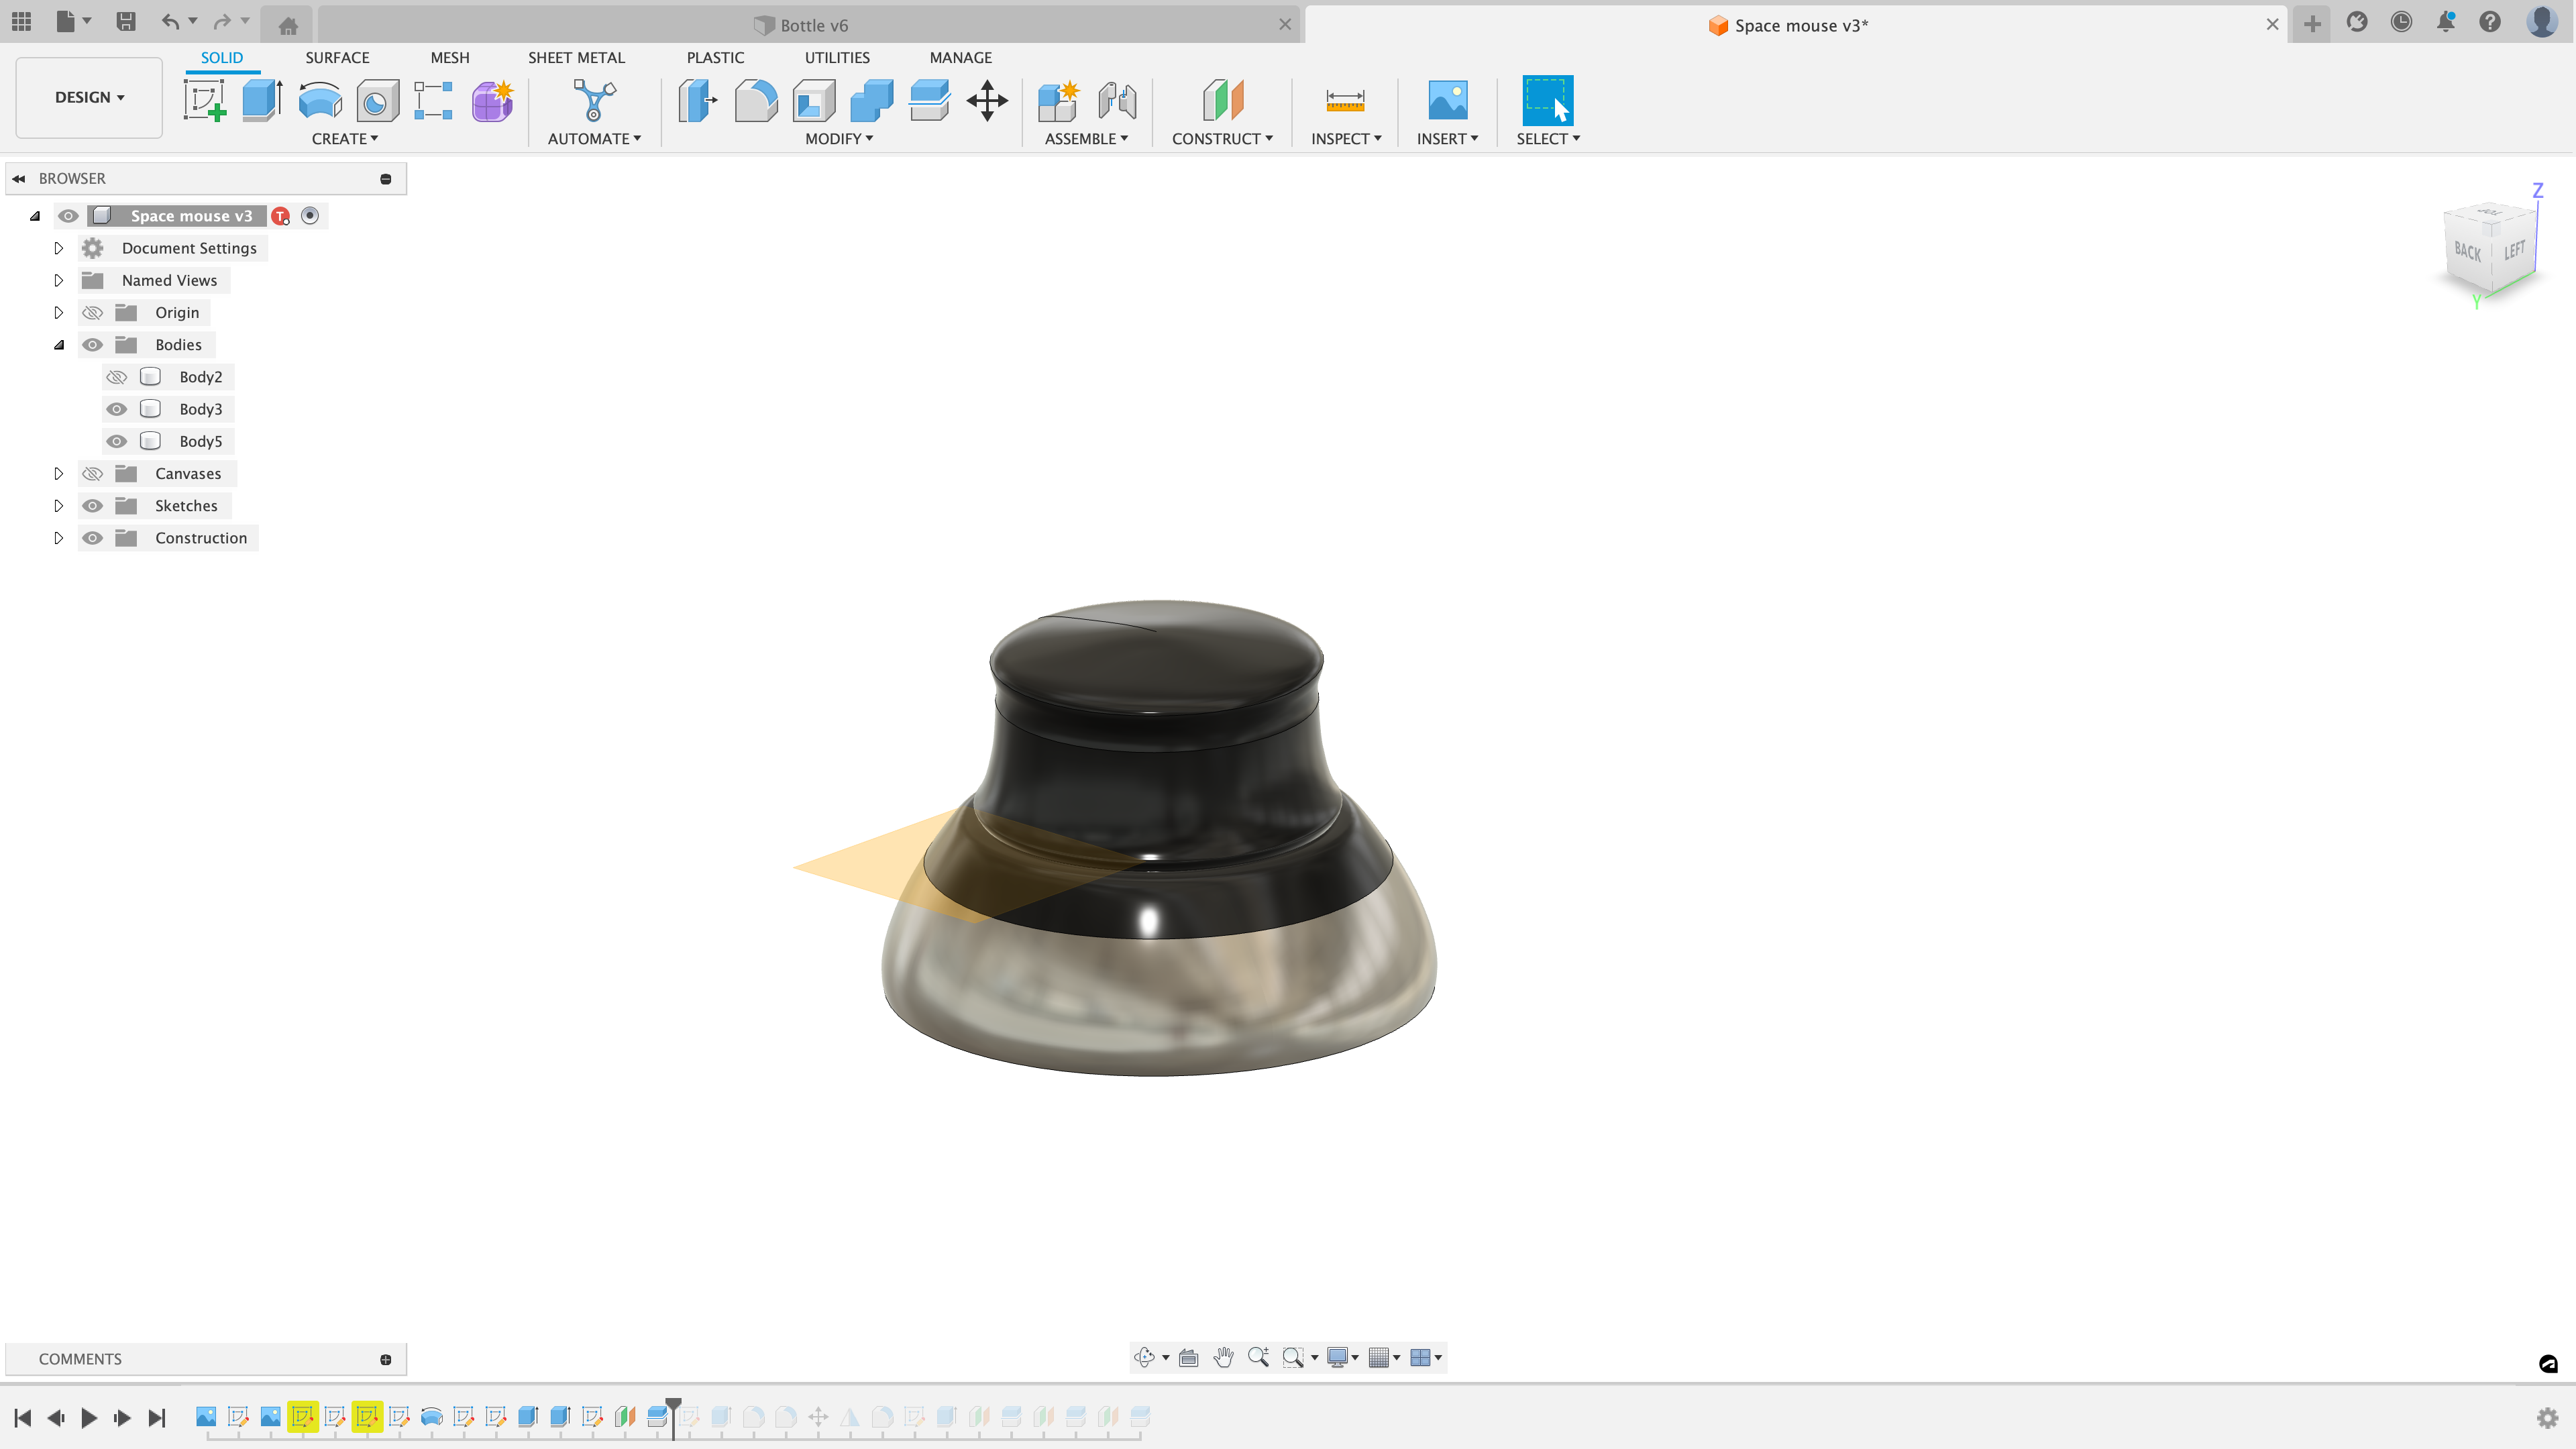 Bottle v6
Space mouse v3*
SOLID SURFACE MESH SHEET METAL PLASTIC UTILITIES MANAGE
DESIGN
CREATE AUTOMATE MODIFY ASSEMBLE CONSTRUCT INSPECT INSERT SELECT
BROWSER
Space mouse v3
T
Document Settings
Named Views
Origin
Bodies
Body2
Body3
Body5
Canvases
Sketches
Construction
Z
TOP
BACK LEFT
Y
COMMENTS